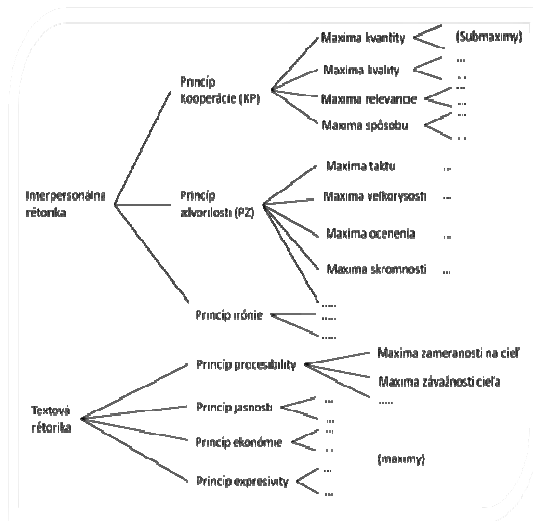 Maxima kvantity
(Submaximy)
...
Maxima kvality
...
Princíp
Kooperácie (KP)
Maxima relevancie
...
...
Maxima spôsobu
...
Maxima taktu
...
Interpersonálna
rétorika
Princíp
zdvorilosti (PZ)
Maxima veľkorysosti
...
Maxima ocenenia
...
Maxima skromnosti
...
.....
Princíp irónie
.....
.....
Princíp procesibility
Maxima zameranosti na cieľ
Maxima závažnosti cieľa
.....
Textová
rétorika
Princíp jasnosti
...
...
Princíp ekonómie
...
(maximy)
Princíp expresivity
...
...